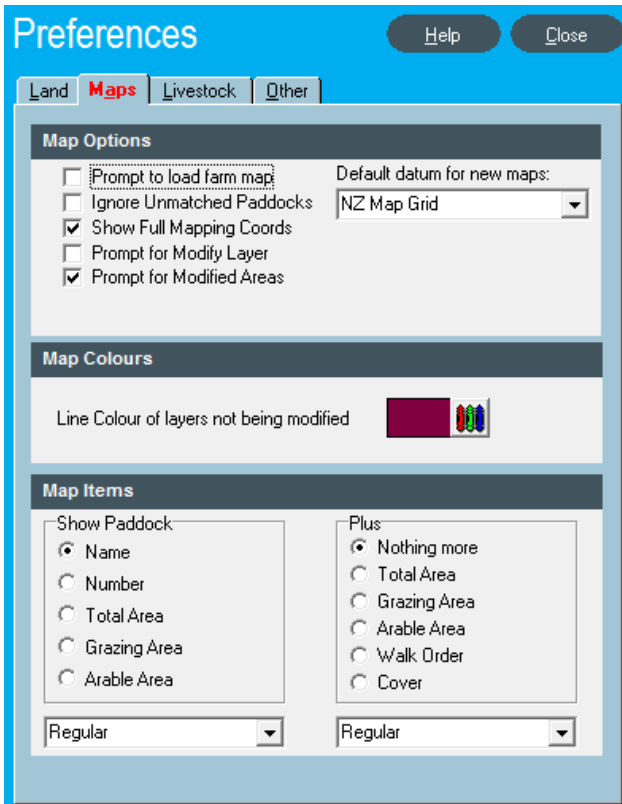 Preferences
Help
Close
Land Maps Livestock Other
Map Options
Prompt to load farm map
Ignore Unmatched Paddocks
Show Full Mapping Coords
Prompt for Modify Layer
Prompt for Modified Areas
Default datum for new maps:
NZ Map Grid
Map Colours
Line Colour of layers not being modified
Map Items
Show Paddock
Name
Number
Total Area
Grazing Area
Arable Area
Regular
Plus
Nothing more
Total Area
Grazing Area
Arable Area
Walk Order
Cover
Regular